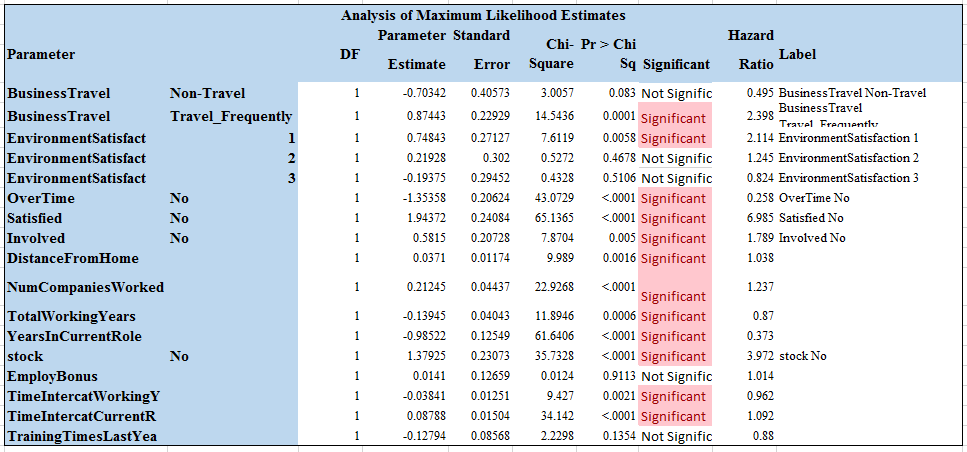 Analysis of Maximum Likelihood Estimates
Parameter DF Parameter Estimate Standard Error Chi-Square Pr > Chi Sq Significant Hazard Ratio Label
BusinessTravel Non-Travel 1 -0.70342 0.40573 3.0057 0.083 Not Signific 0.495 BusinessTravel Non-Travel
BusinessTravel Travel_Frequently 1 0.87443 0.22929 14.5436 0.0001 Significant 2.398 BusinessTravel Travel_Frequently
EnvironmentSatisfact 1 1 0.74843 0.27127 7.6119 0.0058 Significant 2.114 EnvironmentSatisfaction 1
EnvironmentSatisfact 2 1 0.21928 0.302 0.5272 0.4678 Not Signific 1.245 EnvironmentSatisfaction 2
EnvironmentSatisfact 3 1 -0.19375 0.29452 0.4328 0.5106 Not Signific 0.824 EnvironmentSatisfaction 3
OverTime No 1 -1.35358 0.20624 43.0729 <.0001 Significant 0.258 OverTime No
Satisfied No 1 1.94372 0.24084 65.1365 <.0001 Significant 6.985 Satisfied No
Involved No 1 0.5815 0.20728 7.8704 0.005 Significant 1.789 Involved No
DistanceFromHome 1 0.0371 0.01174 9.989 0.0016 Significant 1.038
NumCompaniesWorked 1 0.21245 0.04437 22.9268 <.0001 Significant 1.237
TotalWorkingYears 1 -0.13945 0.04043 11.8946 0.0006 Significant 0.87
YearsInCurrentRole 1 -0.98522 0.12549 61.6406 <.0001 Significant 0.373
stock No 1 1.37925 0.23073 35.7328 <.0001 Significant 3.972 stock No
EmployBonus 1 0.0141 0.12659 0.0124 0.9113 Not Signific 1.014
TimeIntercatWorkingY 1 -0.03841 0.01251 9.427 0.0021 Significant 0.962
TimeIntercatCurrentR 1 0.08788 0.01504 34.142 <.0001 Significant 1.092
TrainingTimesLastYea 1 -0.12794 0.08568 2.2298 0.1354 Not Signific 0.88